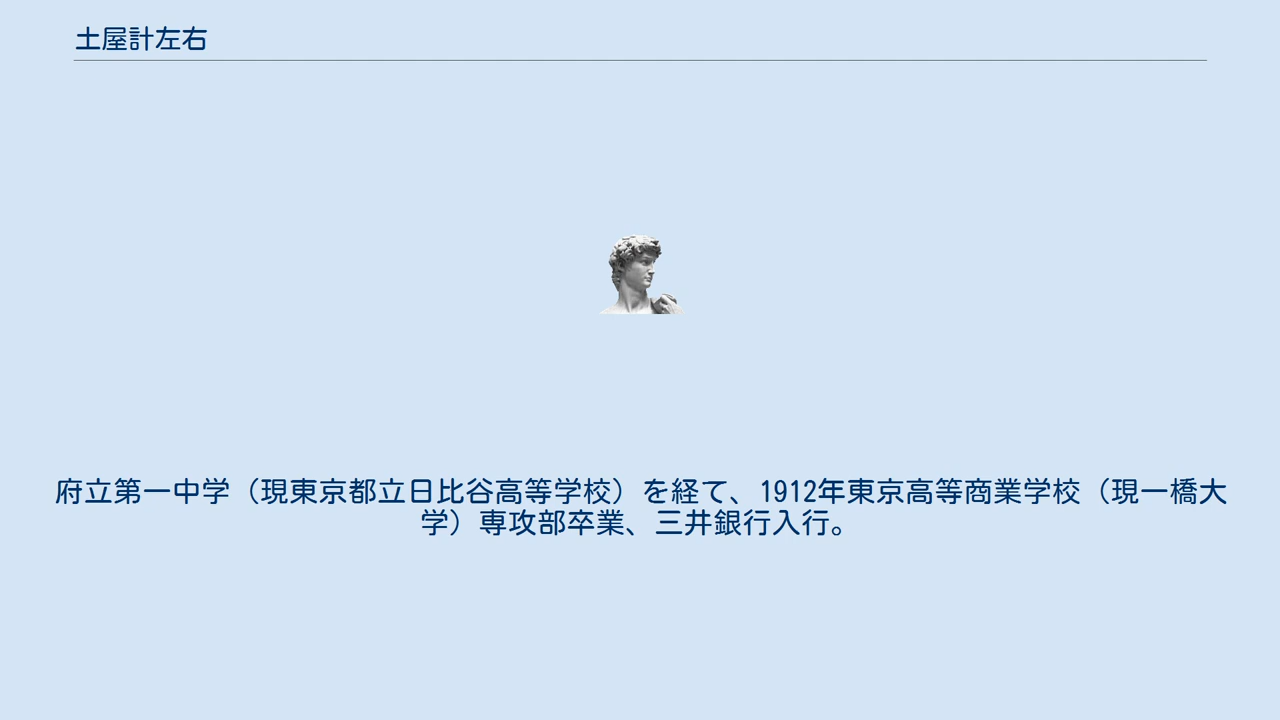 土屋計左右
府立第一中学（現東京都立日比谷高等学校）を経て、1912年東京高等商業学校（現一橋大
学）専攻部卒業、三井銀行入行。